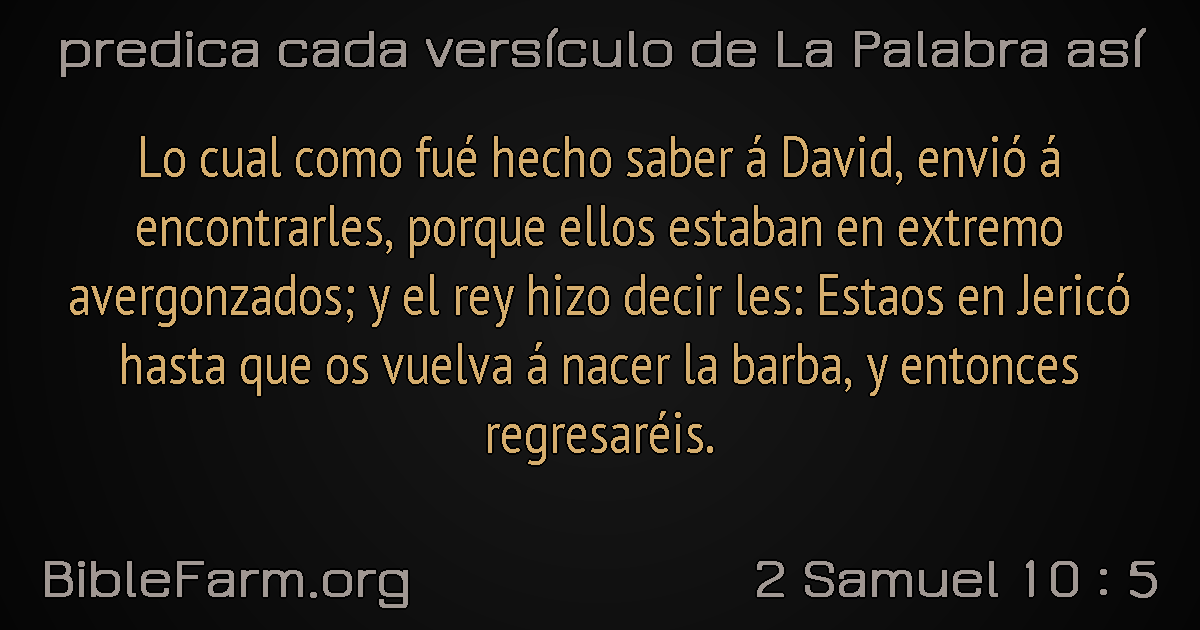 predica cada versículo de La Palabra así
Lo cual como fué hecho saber á David, envió á
encontrarles, porque ellos estaban en extremo
avergonzados; y el rey hizo decir les: Estaos en Jericó
hasta que os vuelva á nacer la barba, y entonces
regresaréis.
BibleFarm.org
2 Samuel 10 : 5